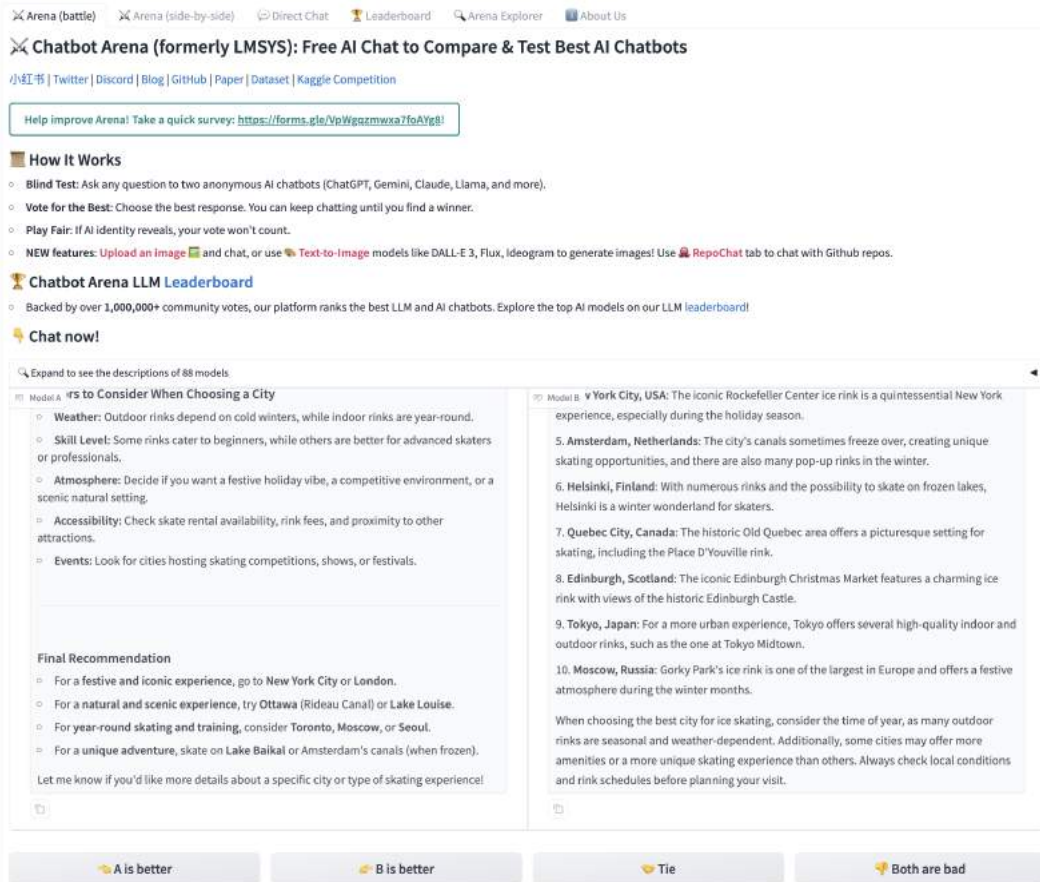 Arena (battle)
Arena (side-by-side)
Direct Chat
Leaderboard
Arena Explorer
About Us
Chatbot Arena (formerly LMSYS): Free AI Chat to Compare & Test Best AI Chatbots
小红书 | Twitter | Discord | Blog | GitHub | Paper | Dataset | Kaggle Competition
Help improve Arena! Take a quick survey: https://forms.gle/VpWgqzmwxa7foAYg8!
How It Works
Blind Test: Ask any question to two anonymous AI chatbots (ChatGPT, Gemini, Claude, Llama, and more).
Vote for the Best: Choose the best response. You can keep chatting until you find a winner.
Play Fair: If AI identity reveals, your vote won't count.
NEW features: Upload an image and chat, or use Text-to-Image models like DALL-E 3, Flux, Ideogram to generate images! Use RepoChat tab to chat with Github repos.
Chatbot Arena LLM Leaderboard
Backed by over 1,000,000+ community votes, our platform ranks the best LLM and AI chatbots. Explore the top AI models on our LLM leaderboard!
Chat now!
Expand to see the descriptions of 88 models
Model A
to Consider When Choosing a City
Weather: Outdoor rinks depend on cold winters, while indoor rinks are year-round.
Skill Level: Some rinks cater to beginners, while others are better for advanced skaters
or professionals.
Atmosphere: Decide if you want a festive holiday vibe, a competitive environment, or a
scenic natural setting.
Accessibility: Check skate rental availability, rink fees, and proximity to other
attractions.
Events: Look for cities hosting skating competitions, shows, or festivals.
Final Recommendation
For a festive and iconic experience, go to New York City or London.
For a natural and scenic experience, try Ottawa (Rideau Canal) or Lake Louise.
For year-round skating and training, consider Toronto, Moscow, or Seoul.
For a unique adventure, skate on Lake Baikal or Amsterdam's canals (when frozen).
Let me know if you'd like more details about a specific city or type of skating experience!
Model B
York City, USA: The iconic Rockefeller Center ice rink is a quintessential New York
experience, especially during the holiday season.
5. Amsterdam, Netherlands: The city's canals sometimes freeze over, creating unique
skating opportunities, and there are also many pop-up rinks in the winter.
6. Helsinki, Finland: With numerous rinks and the possibility to skate on frozen lakes,
Helsinki is a winter wonderland for skaters.
7. Quebec City, Canada: The historic Old Quebec area offers a picturesque setting for
skating, including the Place D'Youville rink.
8. Edinburgh, Scotland: The iconic Edinburgh Christmas Market features a charming ice
rink with views of the historic Edinburgh Castle.
9. Tokyo, Japan: For a more urban experience, Tokyo offers several high-quality indoor and
outdoor rinks, such as the one at Tokyo Midtown.
10. Moscow, Russia: Gorky Park's ice rink is one of the largest in Europe and offers a festive
atmosphere during the winter months.
When choosing the best city for ice skating, consider the time of year, as many outdoor
rinks are seasonal and weather-dependent. Additionally, some cities may offer more
amenities or a more unique skating experience than others. Always check local conditions
and rink schedules before planning your visit.
A is better
B is better
Tie
Both are bad